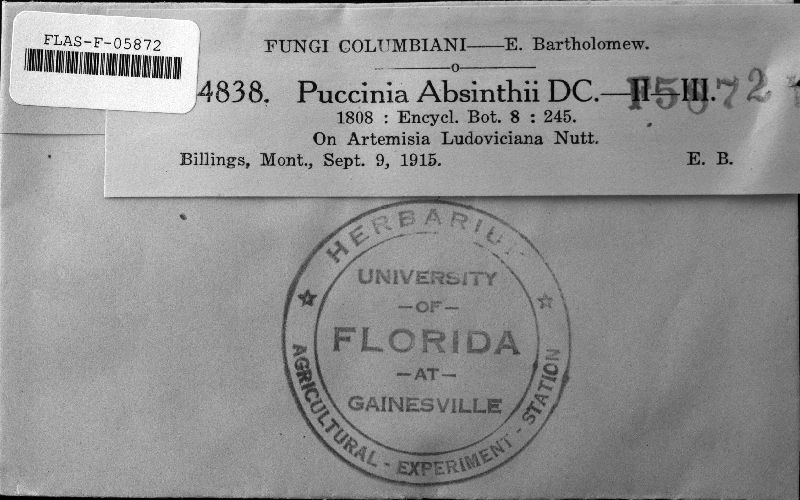 FLAS-F-05872
FUNGI COLUMBIANI—E. Bartholomew.
4838. Puccinia Absinthii DC.—II—III.
F5872
1808 : Encycl. Bot. 8 : 245.
On Artemisia Ludoviciana Nutt.
Billings, Mont., Sept. 9, 1915. E. B.
HERBARIUM
UNIVERSITY
—OF—
FLORIDA
—AT—
GAINESVILLE
AGRICULTURAL - EXPERIMENT - STATION